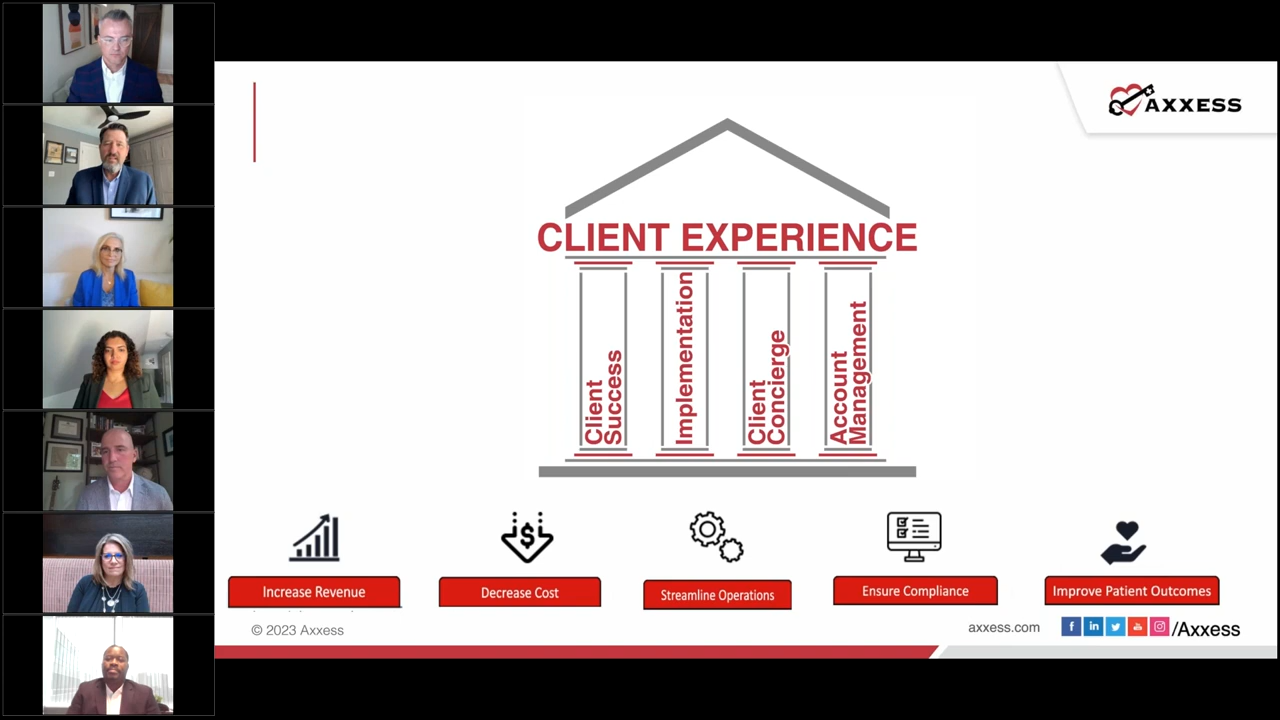 AXXESS
CLIENT EXPERIENCE
Client
Success
Implementation
Client
Concierge
Account
Management
Increase Revenue
Decrease Cost
Streamline Operations
Ensure Compliance
Improve Patient Outcomes
© 2023 Axxess
axxess.com
/Axxess